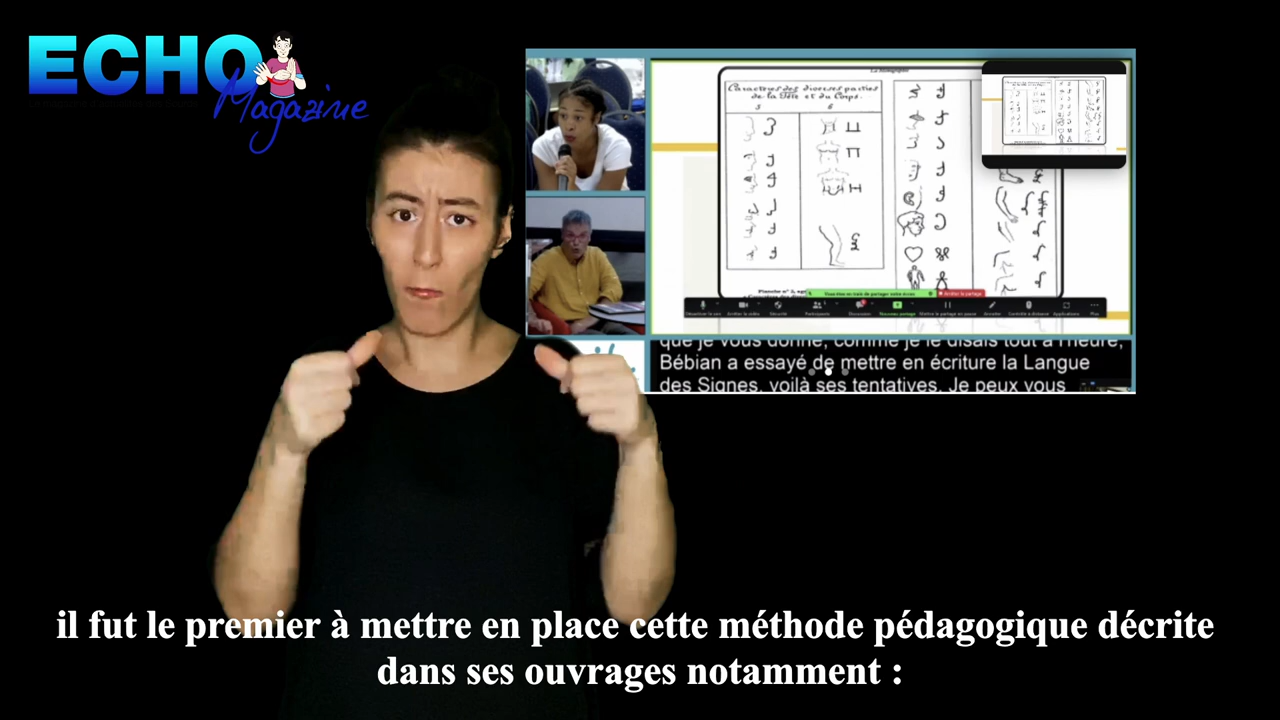 ECHO
Magazine
Caractères des diverses parties
de la Tête et du Corps.
5 6
que je vous donne, comme je le disais tout à l'heure,
Bébian a essayé de mettre en écriture la Langue
des Signes, voilà ses tentatives. Je peux vous
il fut le premier à mettre en place cette méthode pédagogique décrite
dans ses ouvrages notamment :